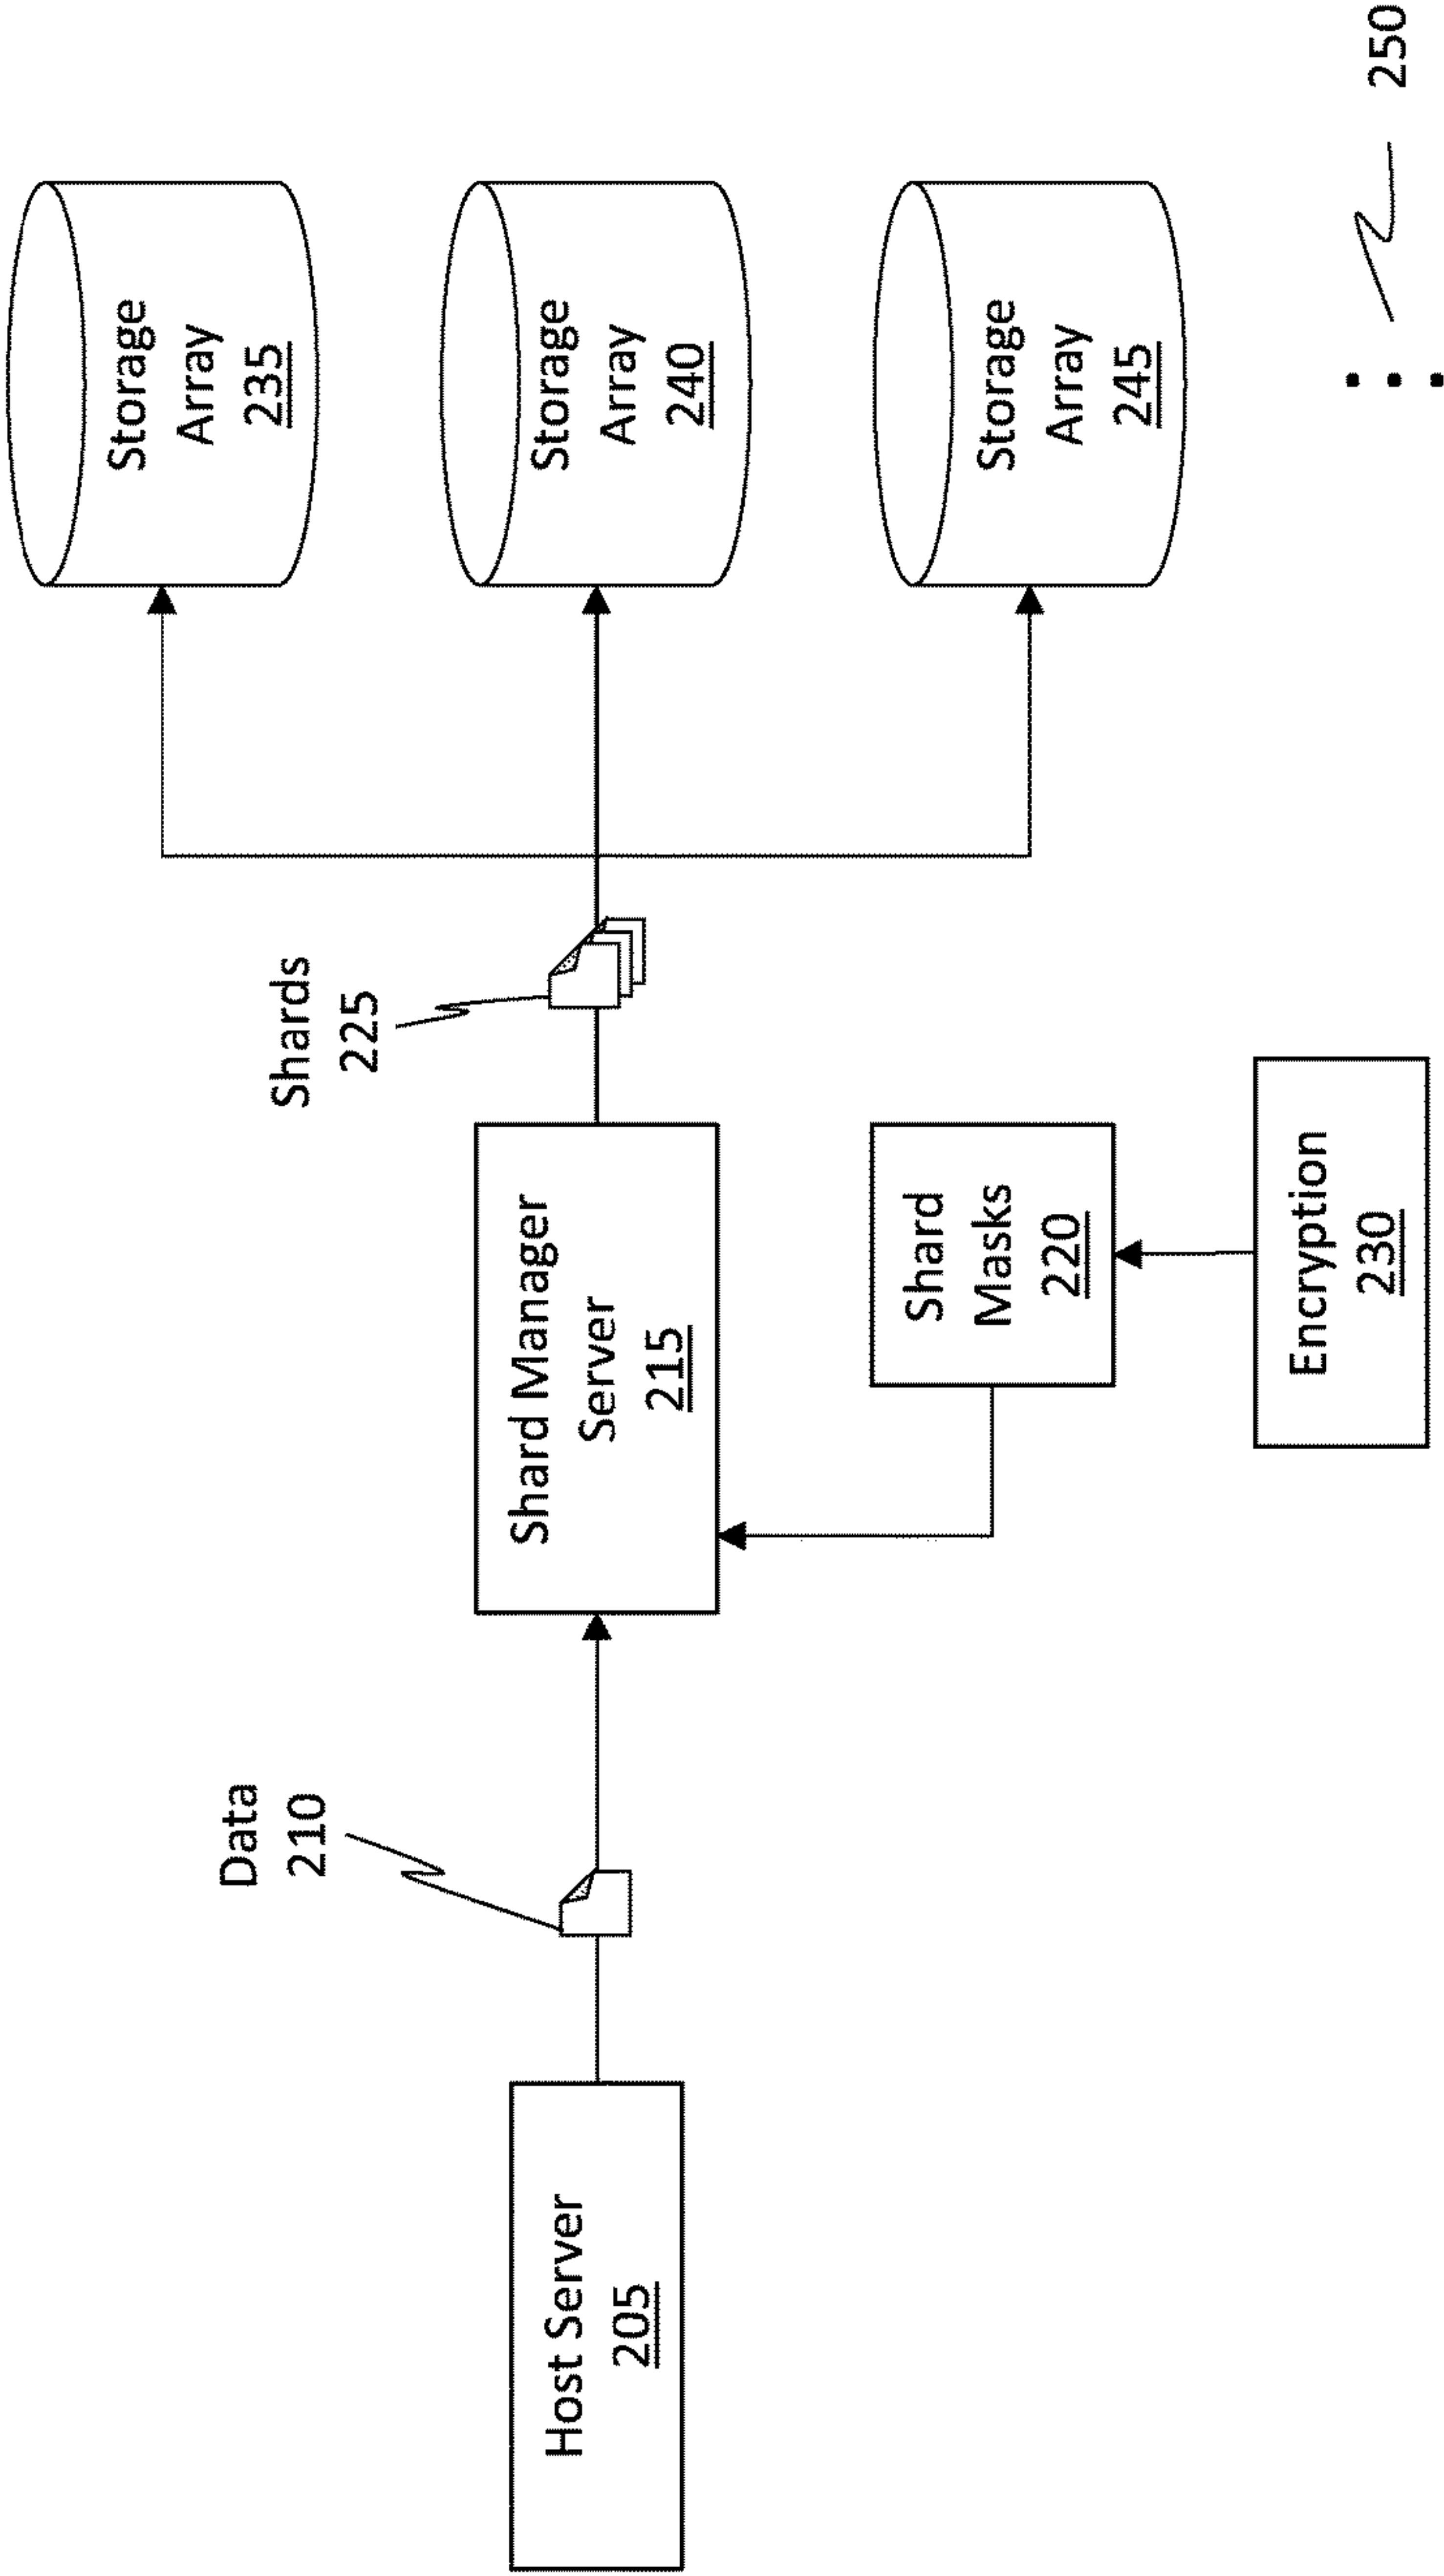 Host Server
205
Data
210
Shard Manager
Server
215
Shards
225
Shard
Masks
220
Encryption
230
Storage
Array
235
Storage
Array
240
Storage
Array
245
250